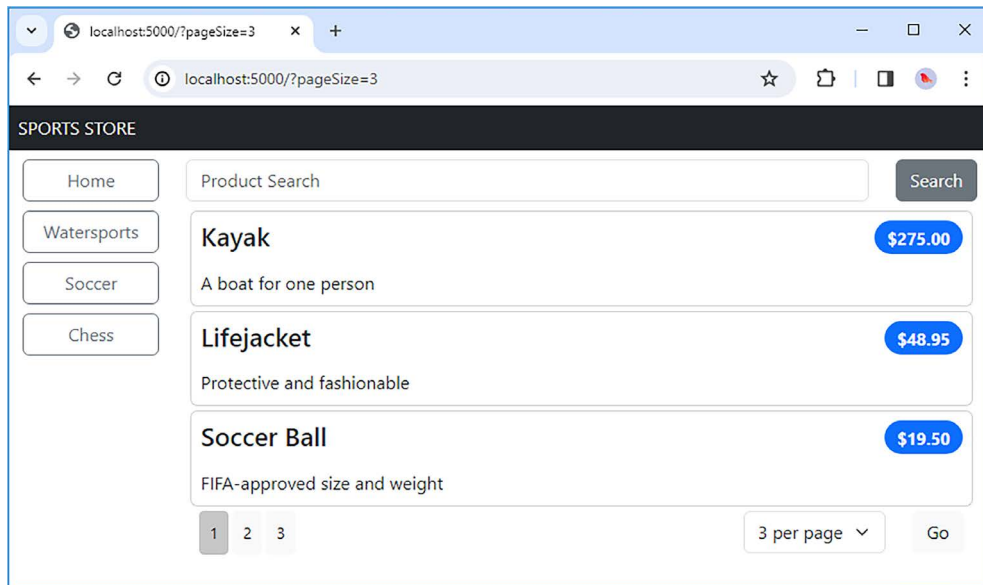 localhost:5000/?pageSize=3
localhost:5000/?pageSize=3
SPORTS STORE
Home
Product Search
Search
Watersports
Kayak
$275.00
A boat for one person
Soccer
Chess
Lifejacket
$48.95
Protective and fashionable
Soccer Ball
$19.50
FIFA-approved size and weight
1 2 3
3 per page
Go